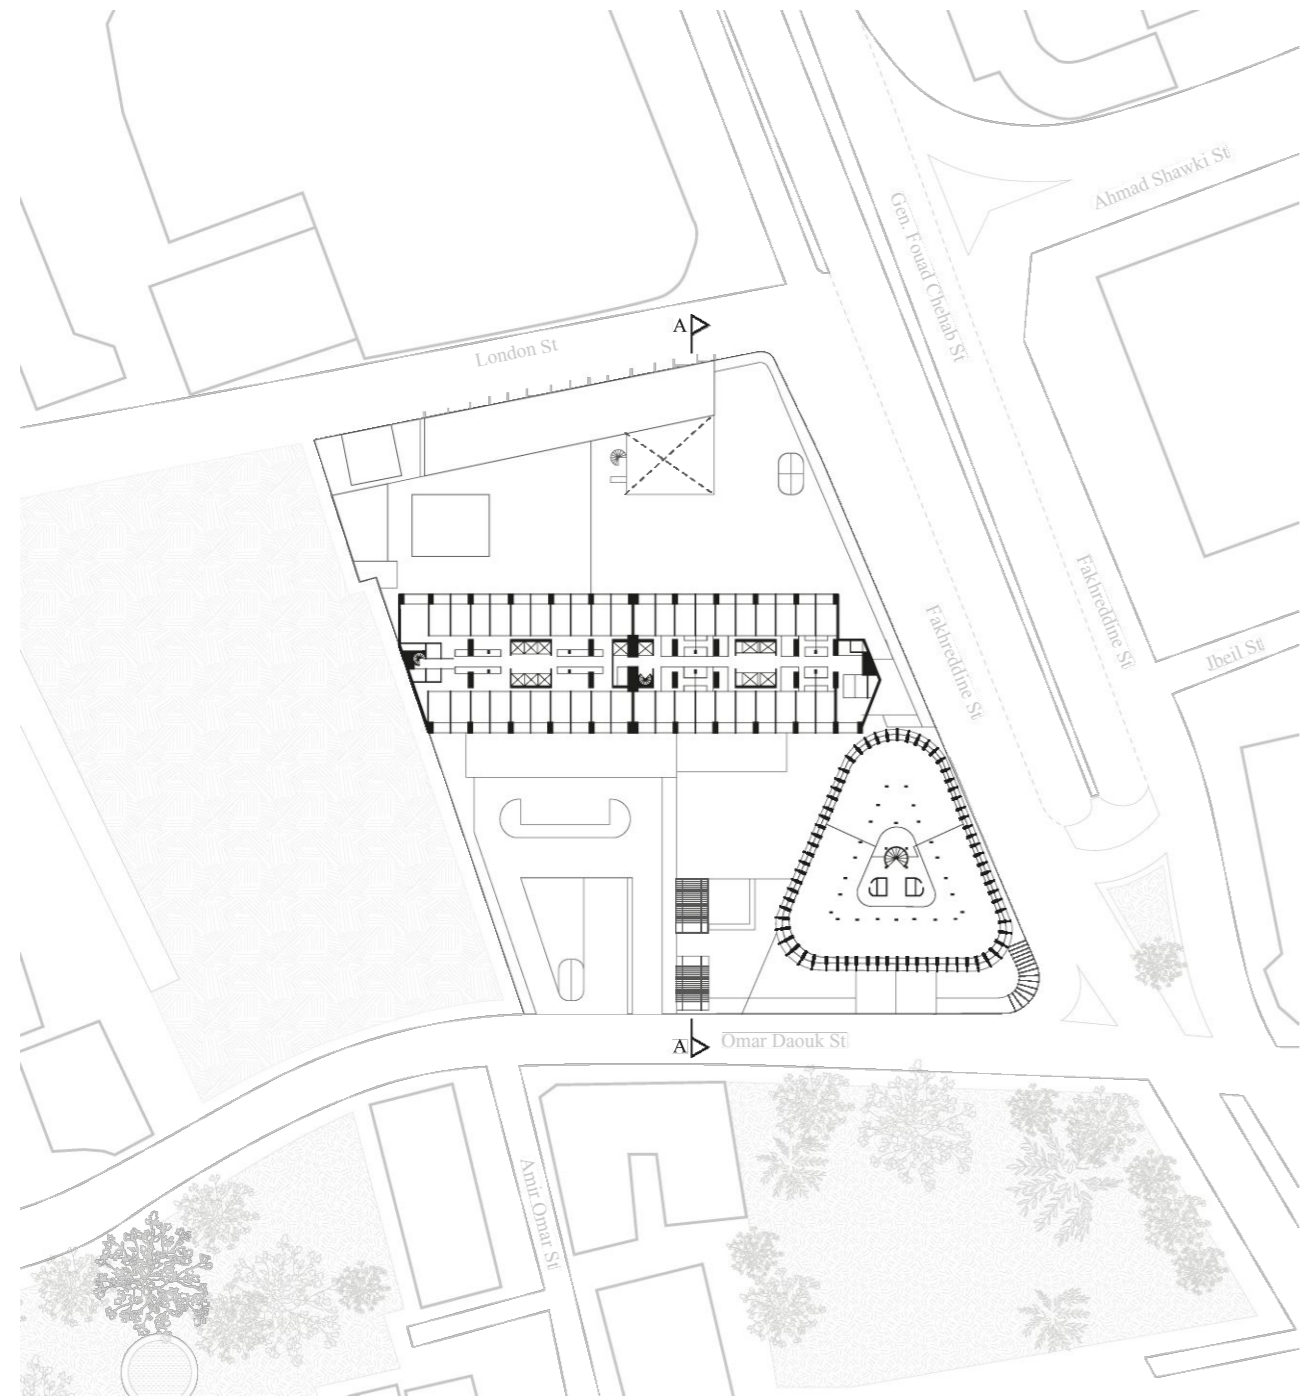 Ahmad Shawki St
Gen. Fouad Chehab St
A
London St
Fakhreddine St
Fakhreddine St
Jbeil St
A
Omar Daouk St
Amir Omar St